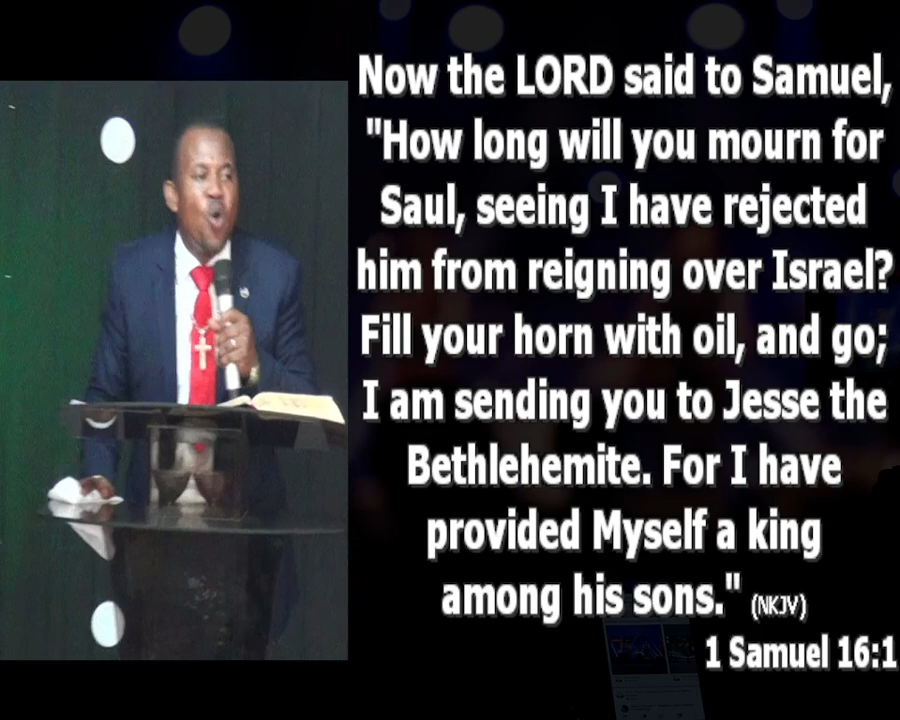 Now the LORD said to Samuel,
"How long will you mourn for
Saul, seeing I have rejected
him from reigning over Israel?
Fill your horn with oil, and go;
I am sending you to Jesse the
Bethlehemite. For I have
provided Myself a king
among his sons." (NKJV)
1 Samuel 16:1